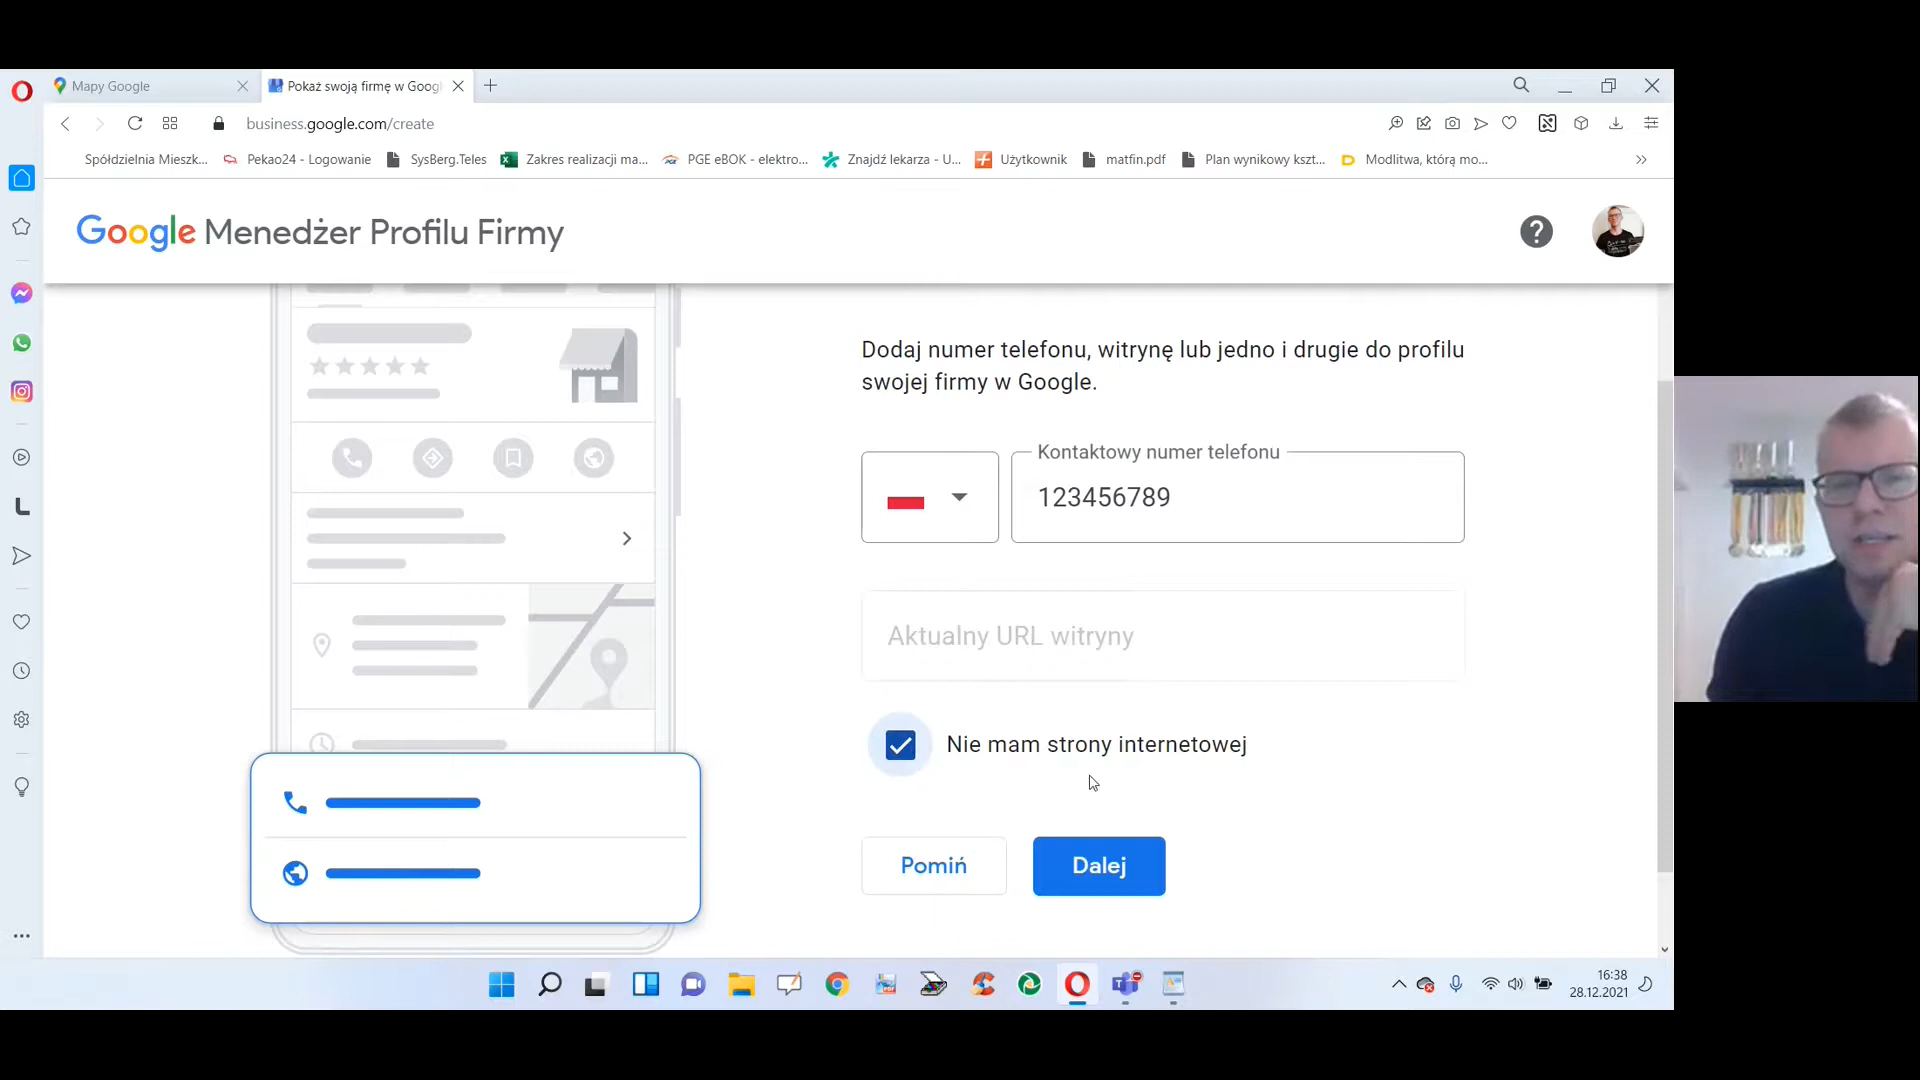 Mapy Google
Pokaż swoją firmę w Googl
business.google.com/create
Spółdzielnia Mieszk...
Pekao24 - Logowanie
SysBerg.Teles
Zakres realizacji ma...
PGE eBOK - elektro...
Znajdź lekarza - U...
Użytkownik
matfin.pdf
Plan wynikowy kszt...
Modlitwa, którą mo...
Google Menedżer Profilu Firmy
Dodaj numer telefonu, witrynę lub jedno i drugie do profilu
swojej firmy w Google.
Kontaktowy numer telefonu
123456789
Aktualny URL witryny
Nie mam strony internetowej
Pomiń
Dalej
16:38
28.12.2021